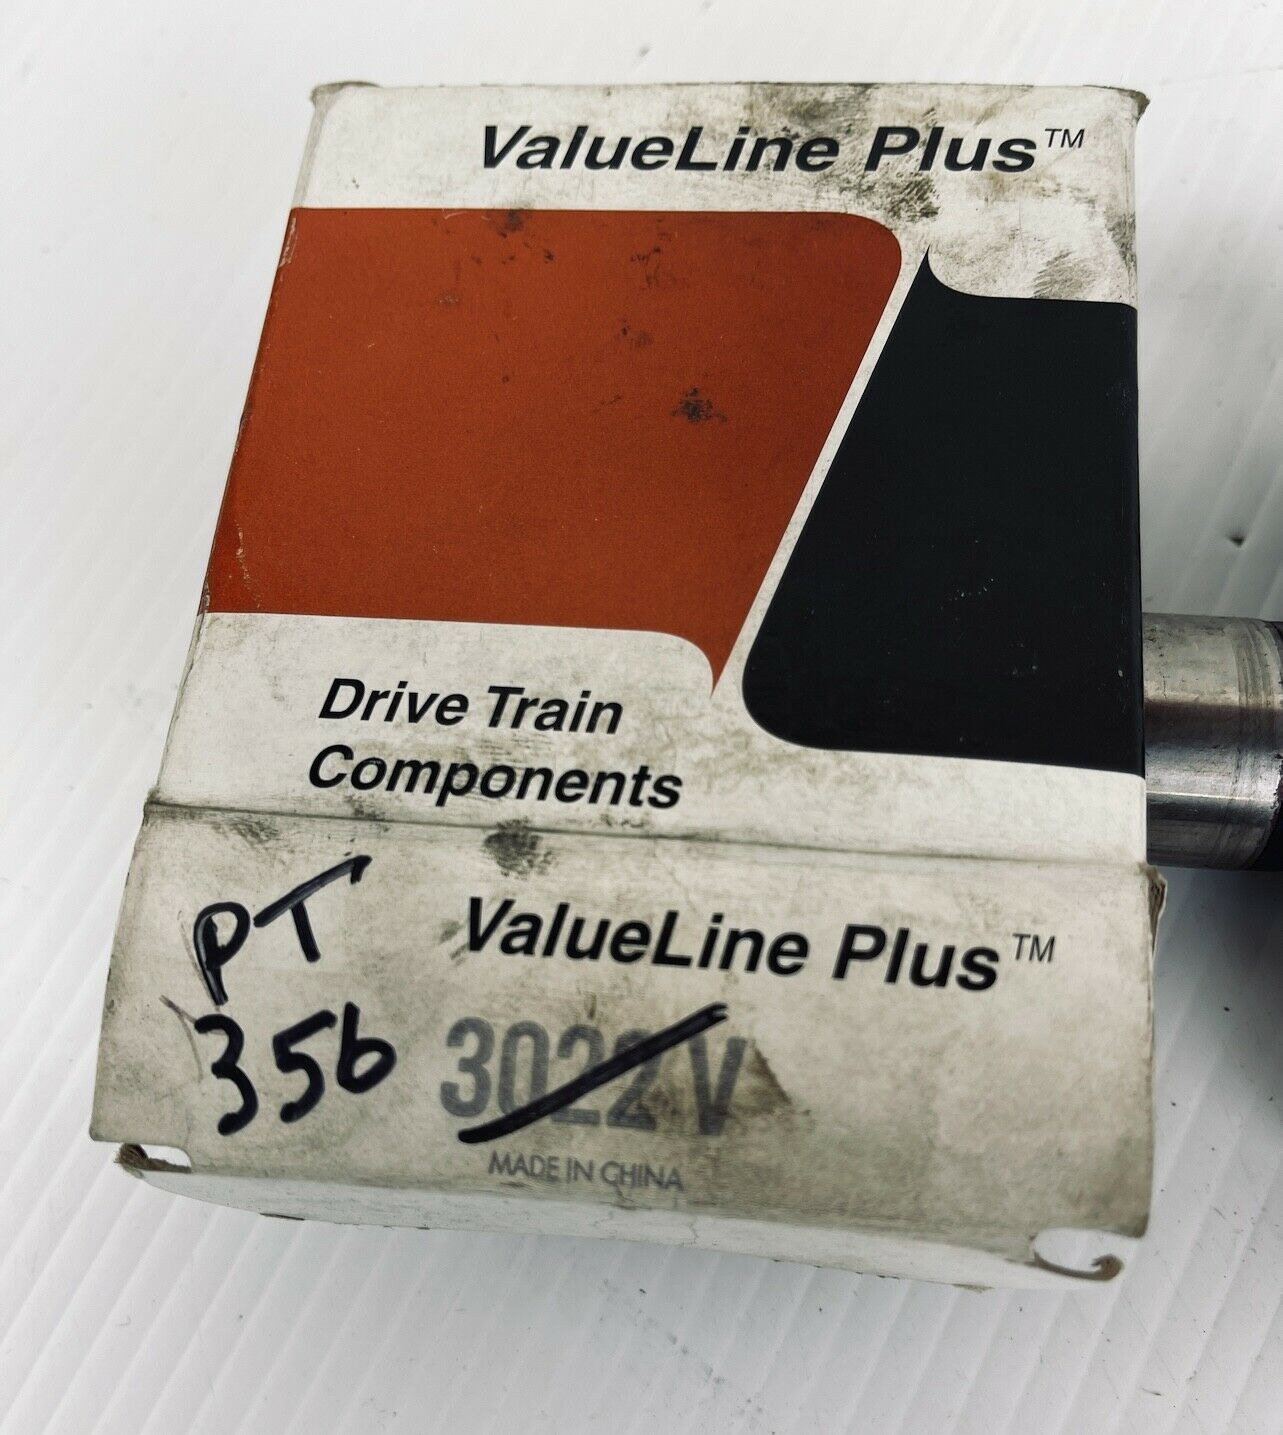 ValueLine Plus™
Drive Train
Components
PT
356
ValueLine Plus™
3022V
MADE IN CHINA